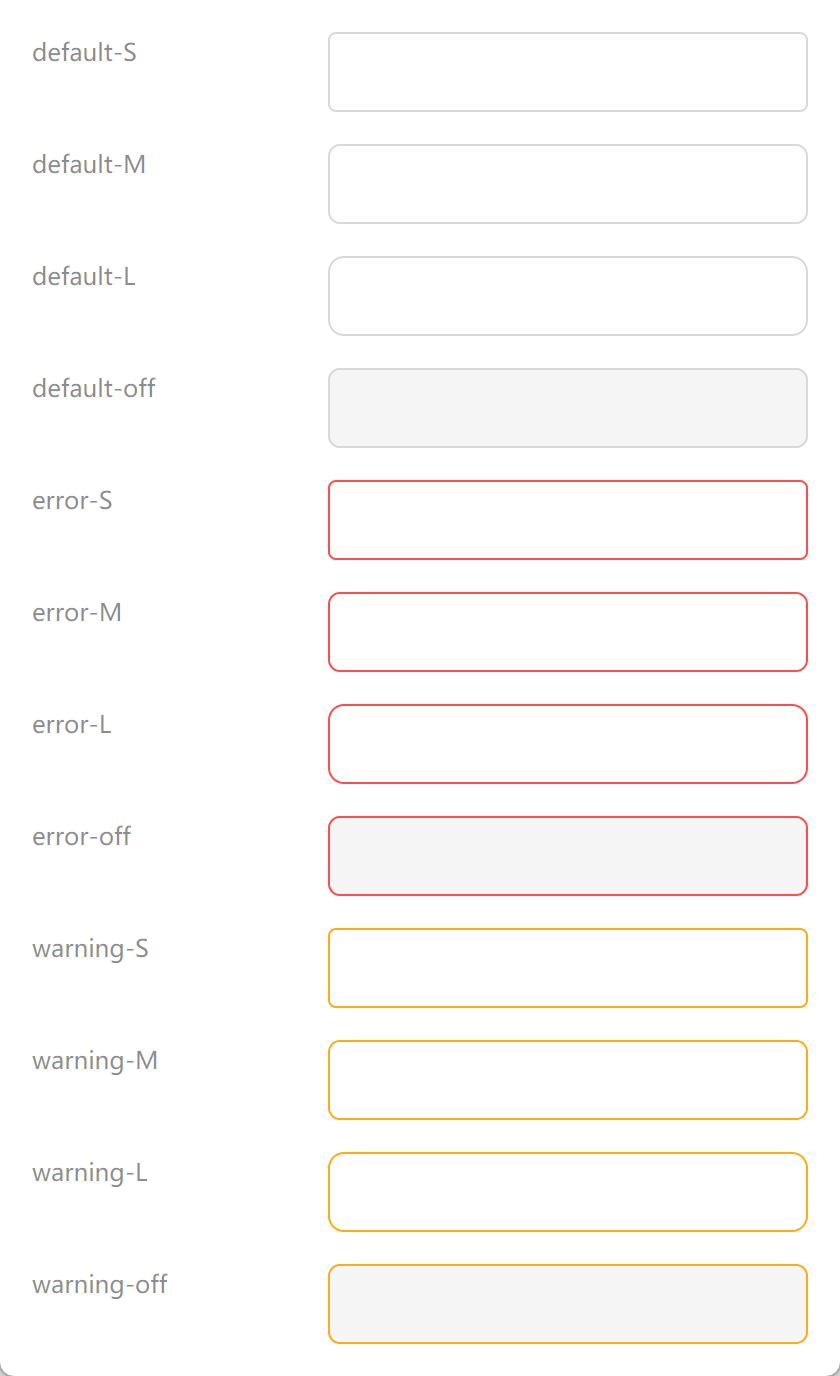 default-S
default-M
default-L
default-off
error-S
error-M
error-L
error-off
warning-S
warning-M
warning-L
warning-off